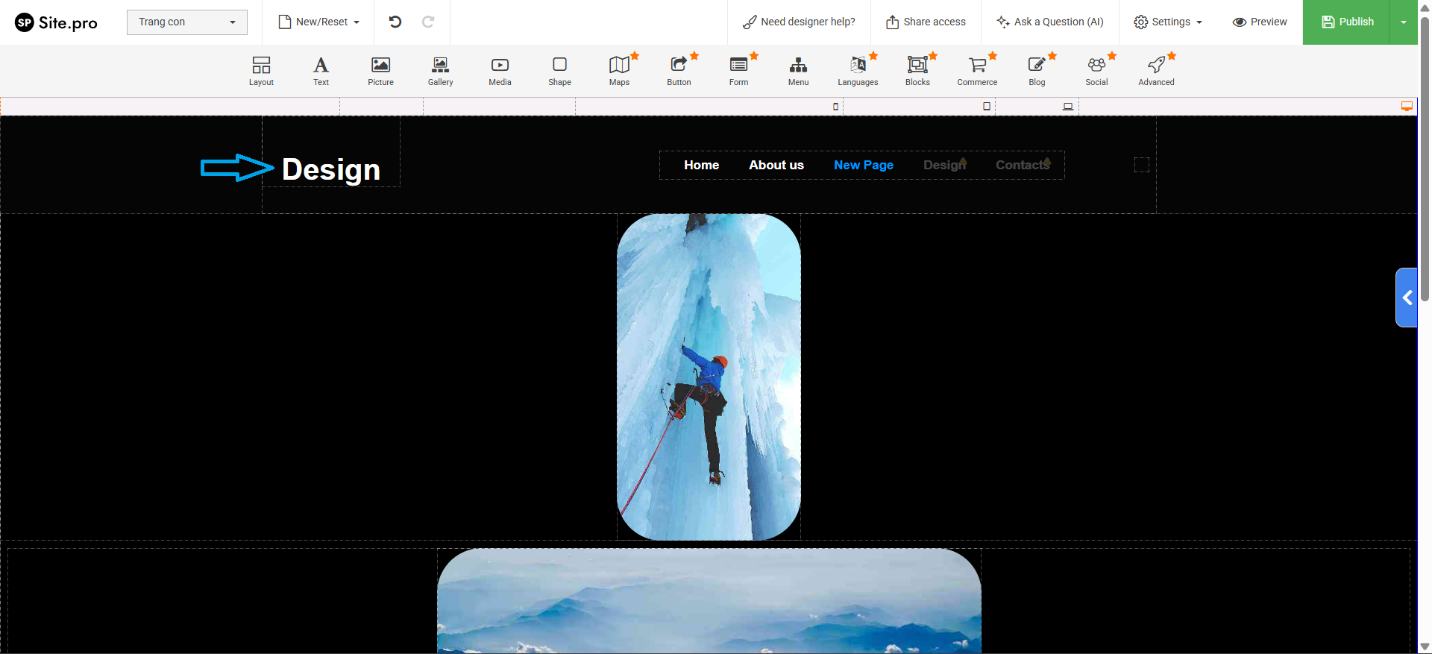 SP Site.pro Trang con New/Reset Need designer help? Share access Ask a Question (AI) Settings Preview Publish
Layout Text Picture Gallery Media Shape Maps Button Form Menu Languages Blocks Commerce Blog Social Advanced
Design Home About us New Page Design Contacts